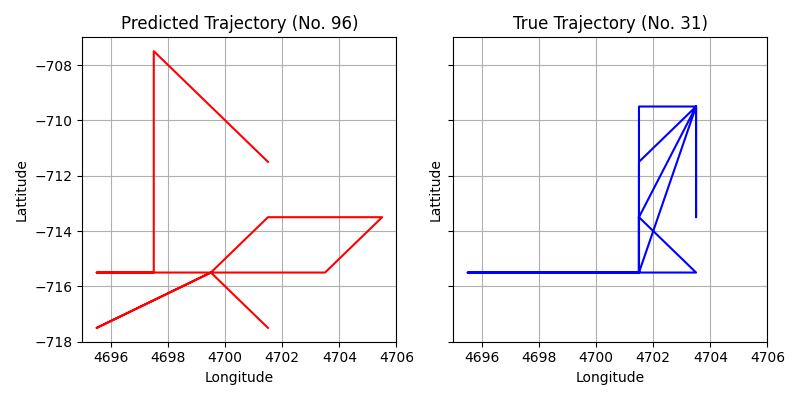 Predicted Trajectory (No. 96)
True Trajectory (No. 31)
−708
−710
−712
−714
−716
−718
Lattitude
Lattitude
4696 4698 4700 4702 4704 4706
4696 4698 4700 4702 4704 4706
Longitude
Longitude